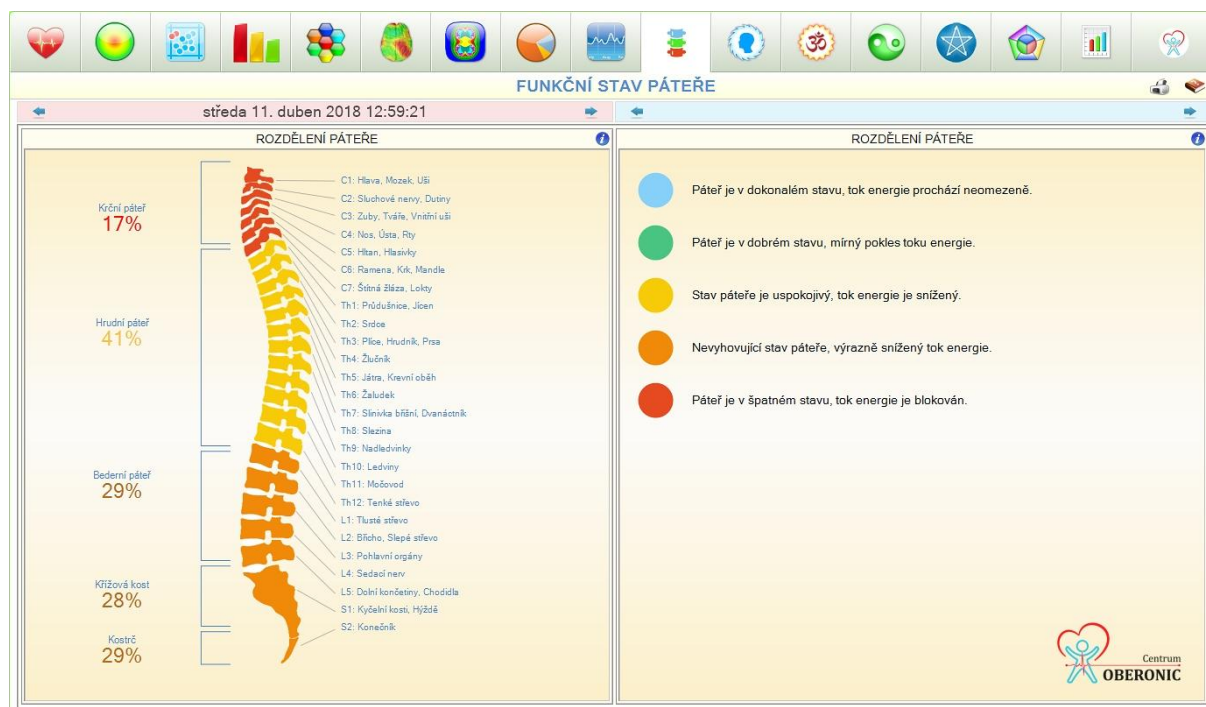 FUNKČNÍ STAV PÁTEŘE
středa 11. duben 2018 12:59:21
ROZDĚLENÍ PÁTEŘE
Krční páteř
17%
Hrudní páteř
41%
Bederní páteř
29%
Křížová kost
28%
Kostrč
29%
C1: Hlava, Mozek, Uši
C2: Sluchové nervy, Dutiny
C3: Zuby, Tváře, Vnitřní uši
C4: Nos, Ústa, Rty
C5: Hltan, Hlasivky
C6: Ramena, Krk, Mandle
C7: Štítná žláza, Lokty
Th1: Průdušnice, Jícen
Th2: Srdce
Th3: Plíce, Hrudník, Prsa
Th4: Žlučník
Th5: Játra, Krevní oběh
Th6: Žaludek
Th7: Slinivka břišní, Dvanáctník
Th8: Slezina
Th9: Nadledvinky
Th10: Ledviny
Th11: Močovod
Th12: Tenké střevo
L1: Tlusté střevo
L2: Břicho, Slepé střevo
L3: Pohlavní orgány
L4: Sedací nerv
L5: Dolní končetiny, Chodidla
S1: Kyčelní kosti, Hýždě
S2: Konečník
ROZDĚLENÍ PÁTEŘE
Páteř je v dokonalém stavu, tok energie prochází neomezeně.
Páteř je v dobrém stavu, mírný pokles toku energie.
Stav páteře je uspokojivý, tok energie je snížený.
Nevyhovující stav páteře, výrazně snížený tok energie.
Páteř je v špatném stavu, tok energie je blokován.
Centrum
OBERONIC